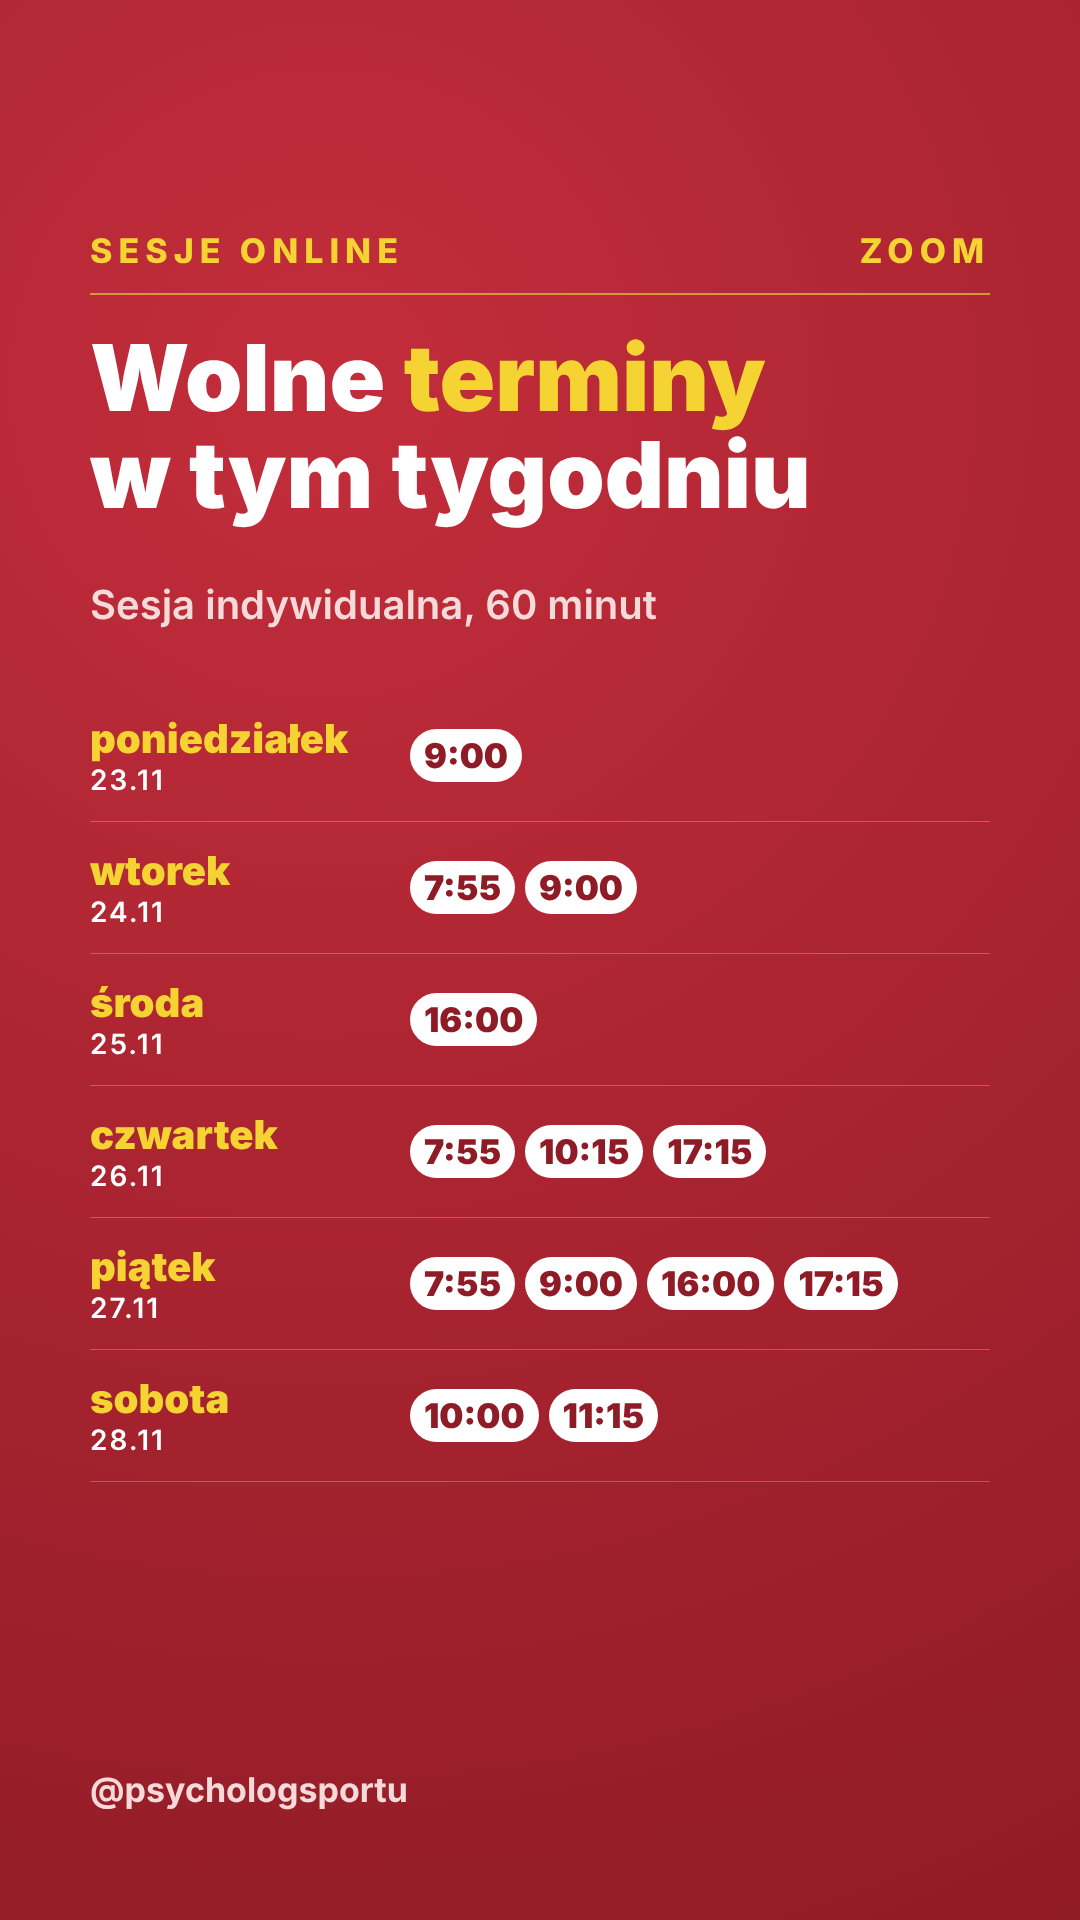 SESJE ONLINE ZOOM
Wolne terminy
w tym tygodniu
Sesja indywidualna, 60 minut
poniedziałek
23.11
9:00
wtorek
24.11
7:55 9:00
środa
25.11
16:00
czwartek
26.11
7:55 10:15 17:15
piątek
27.11
7:55 9:00 16:00 17:15
sobota
28.11
10:00 11:15
@psychologsportu